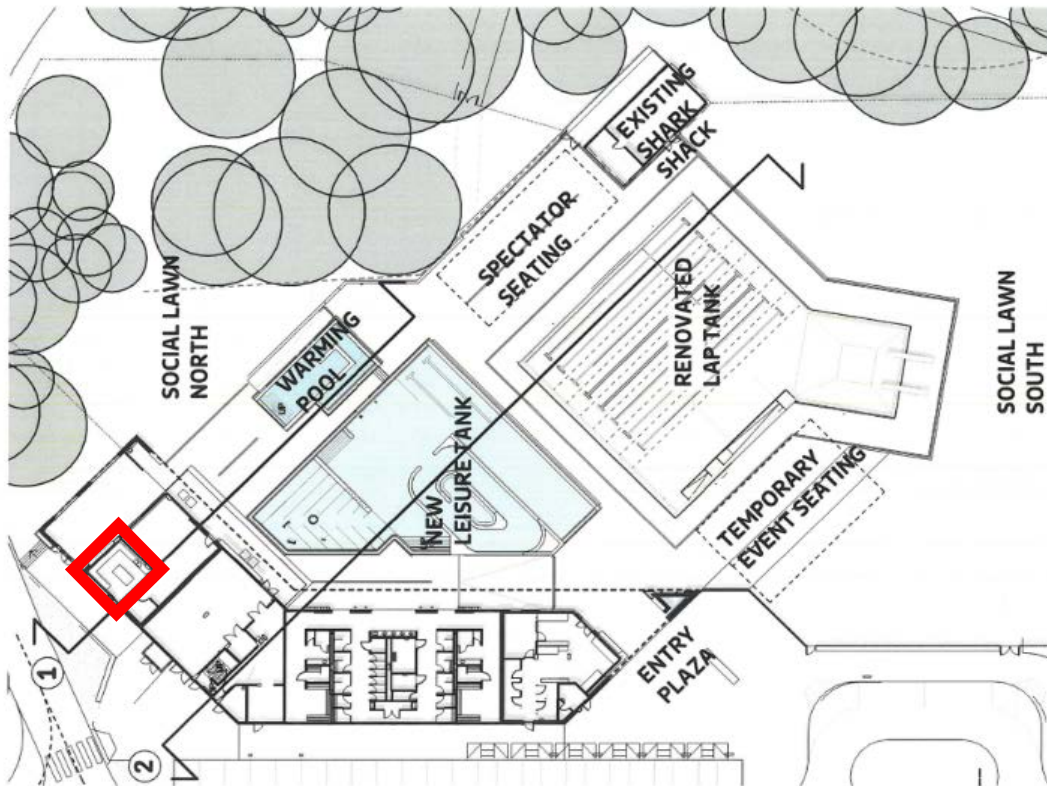 EXISTING
SHARK
SHACK
SPECTATOR
SEATING
SOCIAL LAWN
NORTH
WARMING
POOL
RENOVATED
LAP TANK
SOCIAL LAWN
SOUTH
NEW
LEISURE TANK
TEMPORARY
EVENT SEATING
ENTRY
PLAZA
1
2